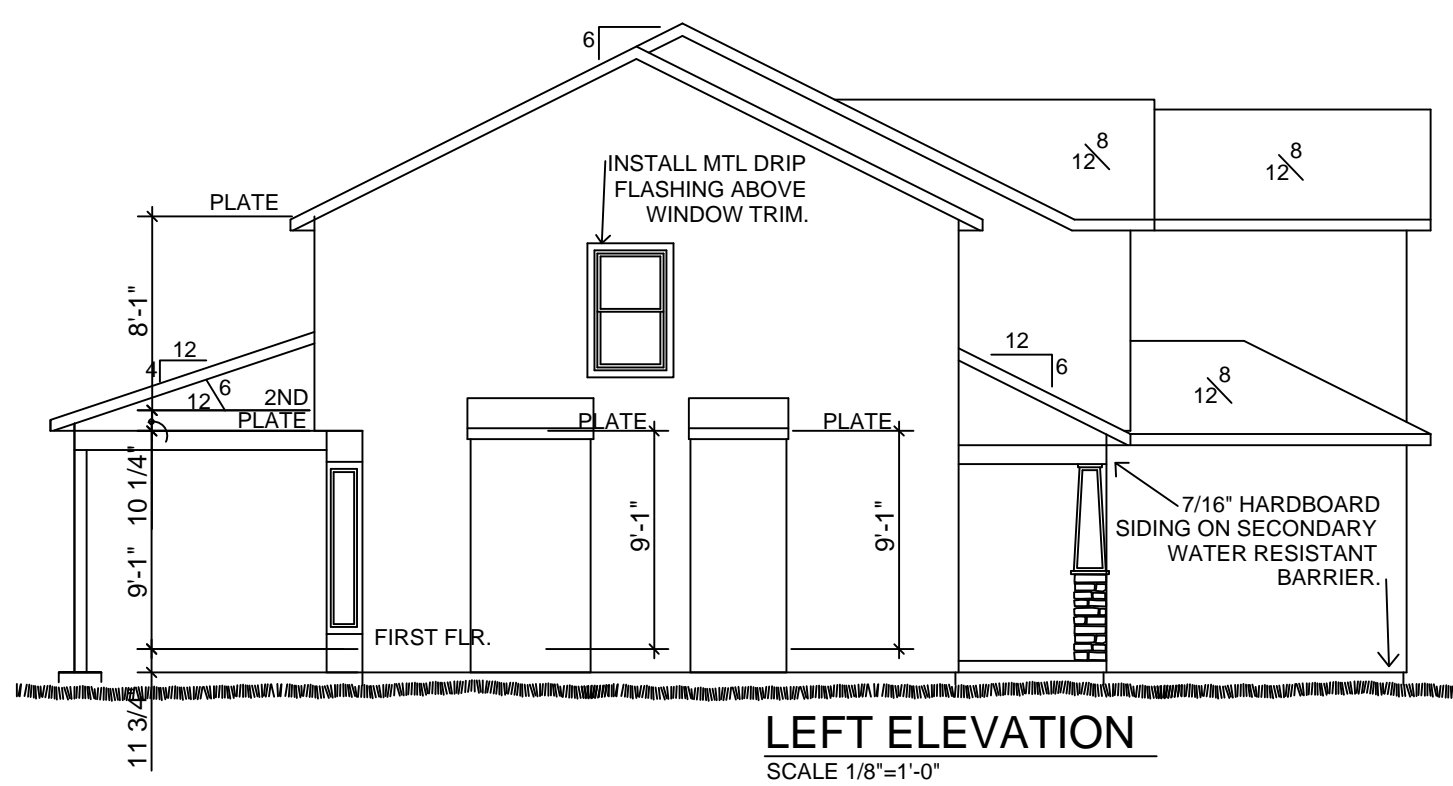 6
INSTALL MTL DRIP
FLASHING ABOVE
WINDOW TRIM.
8
12
8
12
PLATE
8'-1"
12
4
6
12
2ND
PLATE
12
6
8
12
PLATE
PLATE
10 1/4"
9'-1"
9'-1"
9'-1"
7/16" HARDBOARD
SIDING ON SECONDARY
WATER RESISTANT
BARRIER.
FIRST FLR.
11 3/4"
LEFT ELEVATION
SCALE 1/8"=1'-0"